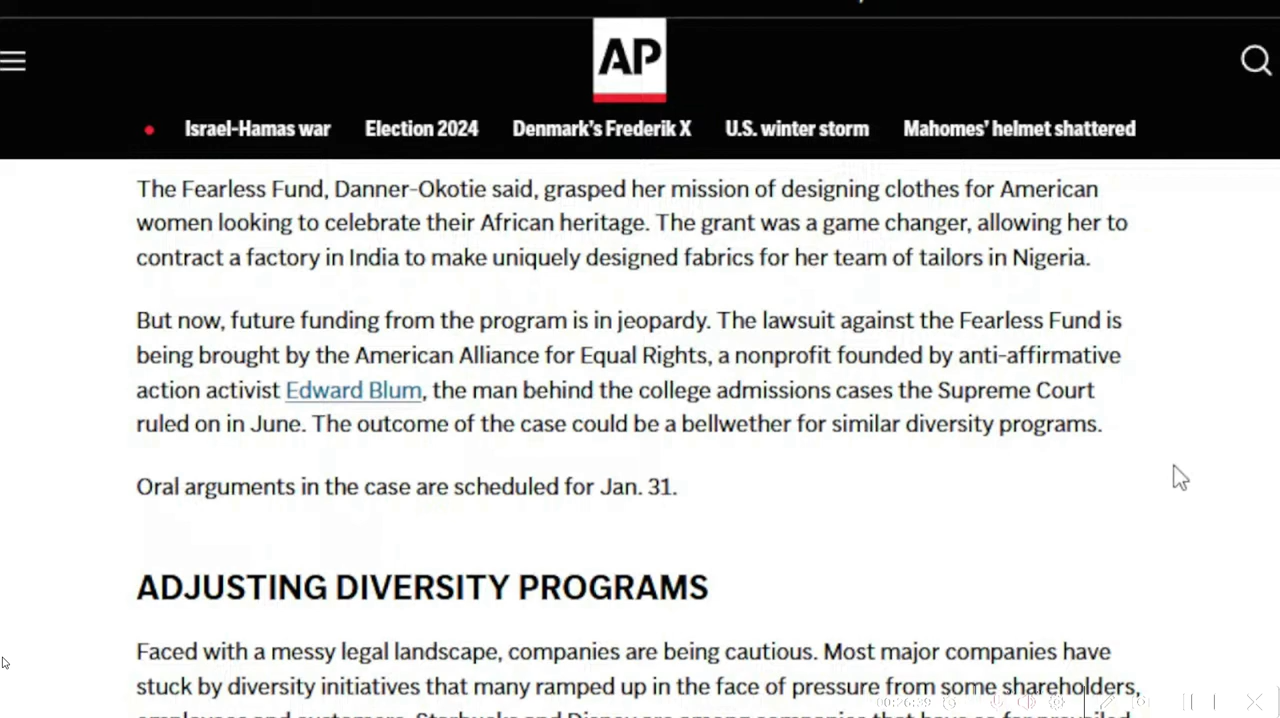 AP
Israel-Hamas war Election 2024 Denmark's Frederik X U.S. winter storm Mahomes' helmet shattered
The Fearless Fund, Danner-Okotie said, grasped her mission of designing clothes for American
women looking to celebrate their African heritage. The grant was a game changer, allowing her to
contract a factory in India to make uniquely designed fabrics for her team of tailors in Nigeria.
But now, future funding from the program is in jeopardy. The lawsuit against the Fearless Fund is
being brought by the American Alliance for Equal Rights, a nonprofit founded by anti-affirmative
action activist Edward Blum, the man behind the college admissions cases the Supreme Court
ruled on in June. The outcome of the case could be a bellwether for similar diversity programs.
Oral arguments in the case are scheduled for Jan. 31.
ADJUSTING DIVERSITY PROGRAMS
Faced with a messy legal landscape, companies are being cautious. Most major companies have
stuck by diversity initiatives that many ramped up in the face of pressure from some shareholders,